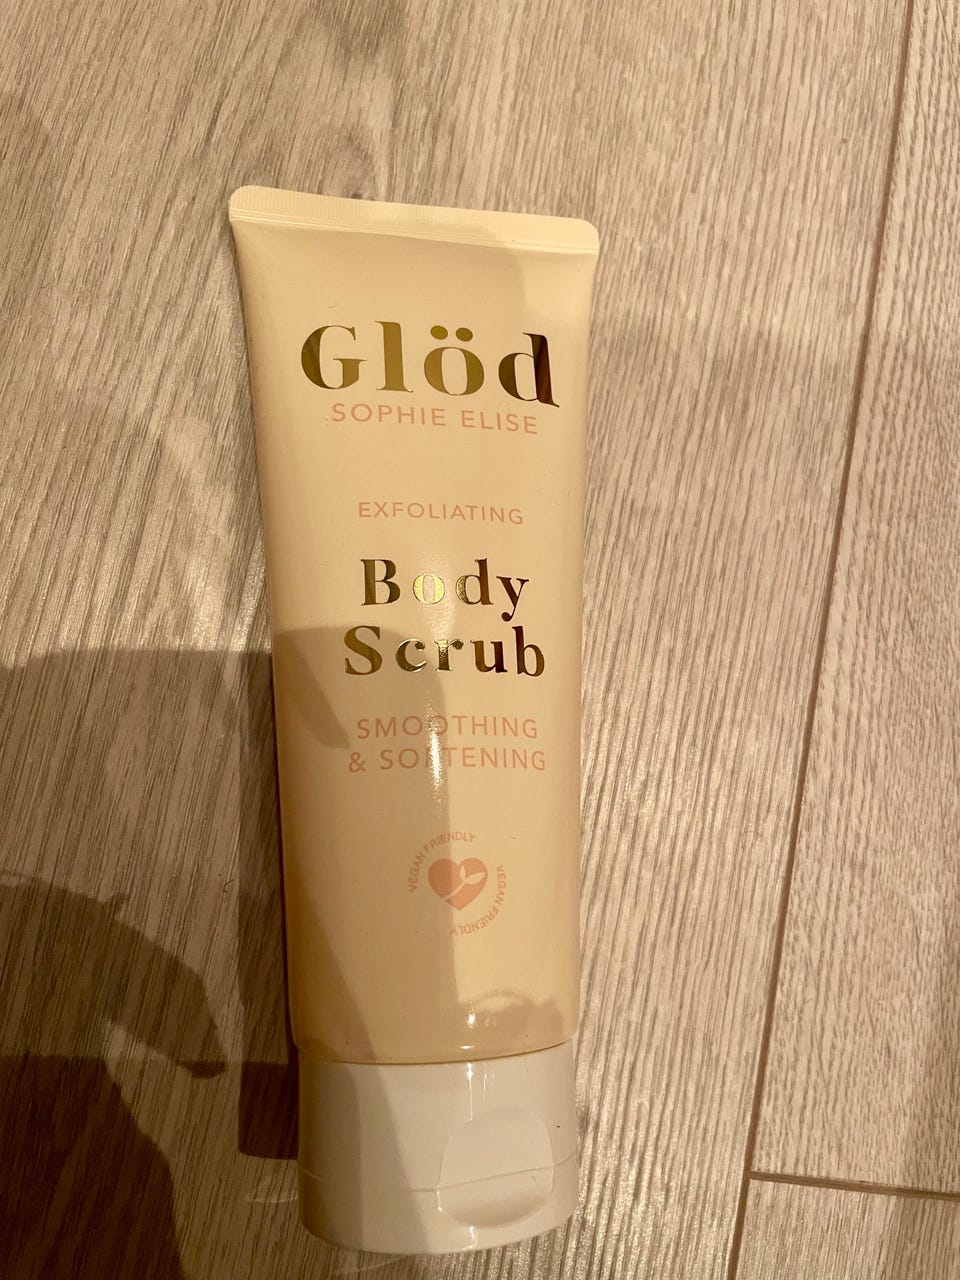 Glöd
SOPHIE ELISE
EXFOLIATING
Body
Scrub
SMOOTHING
& SOFTENING
VEGAN FRIENDLY
VEGAN FRIENDLY